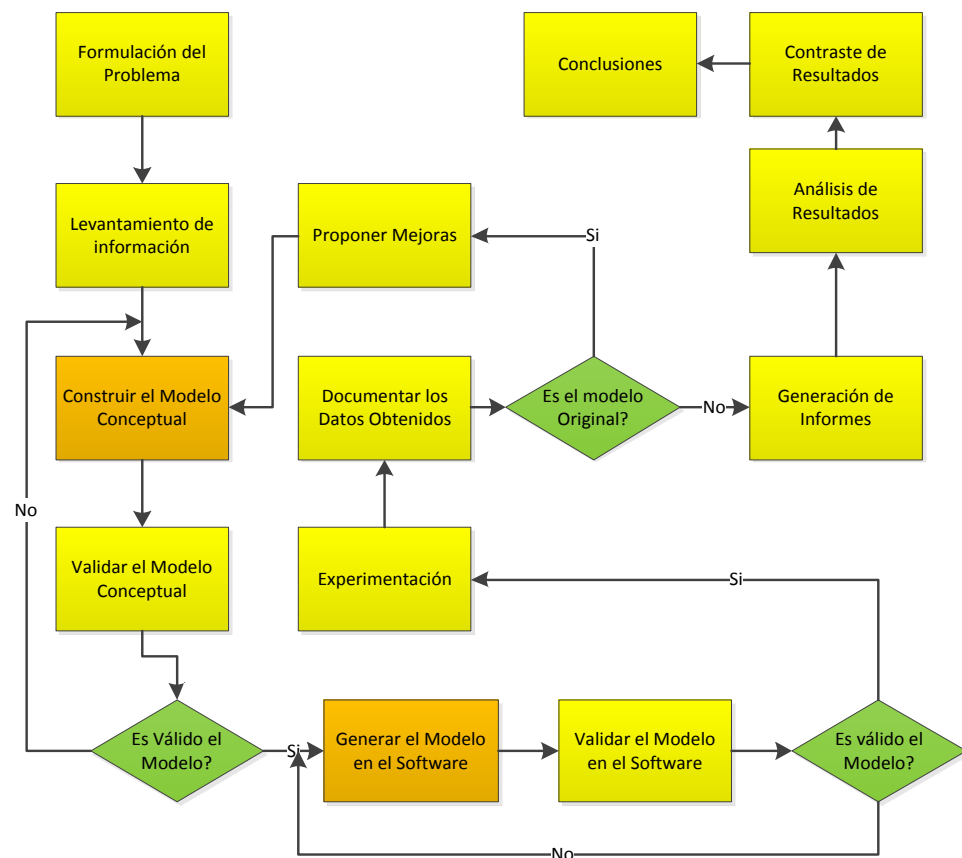 Formulación del
Problema
Conclusiones
Contraste de
Resultados
Levantamiento de
información
Proponer Mejoras
Si
Análisis de
Resultados
Construir el Modelo
Conceptual
Documentar los
Datos Obtenidos
Es el modelo
Original?
No
Generación de
Informes
No
Validar el Modelo
Conceptual
Experimentación
Si
Es Válido el
Modelo?
Si
Generar el Modelo
en el Software
Validar el Modelo
en el Software
Es válido el
Modelo?
No